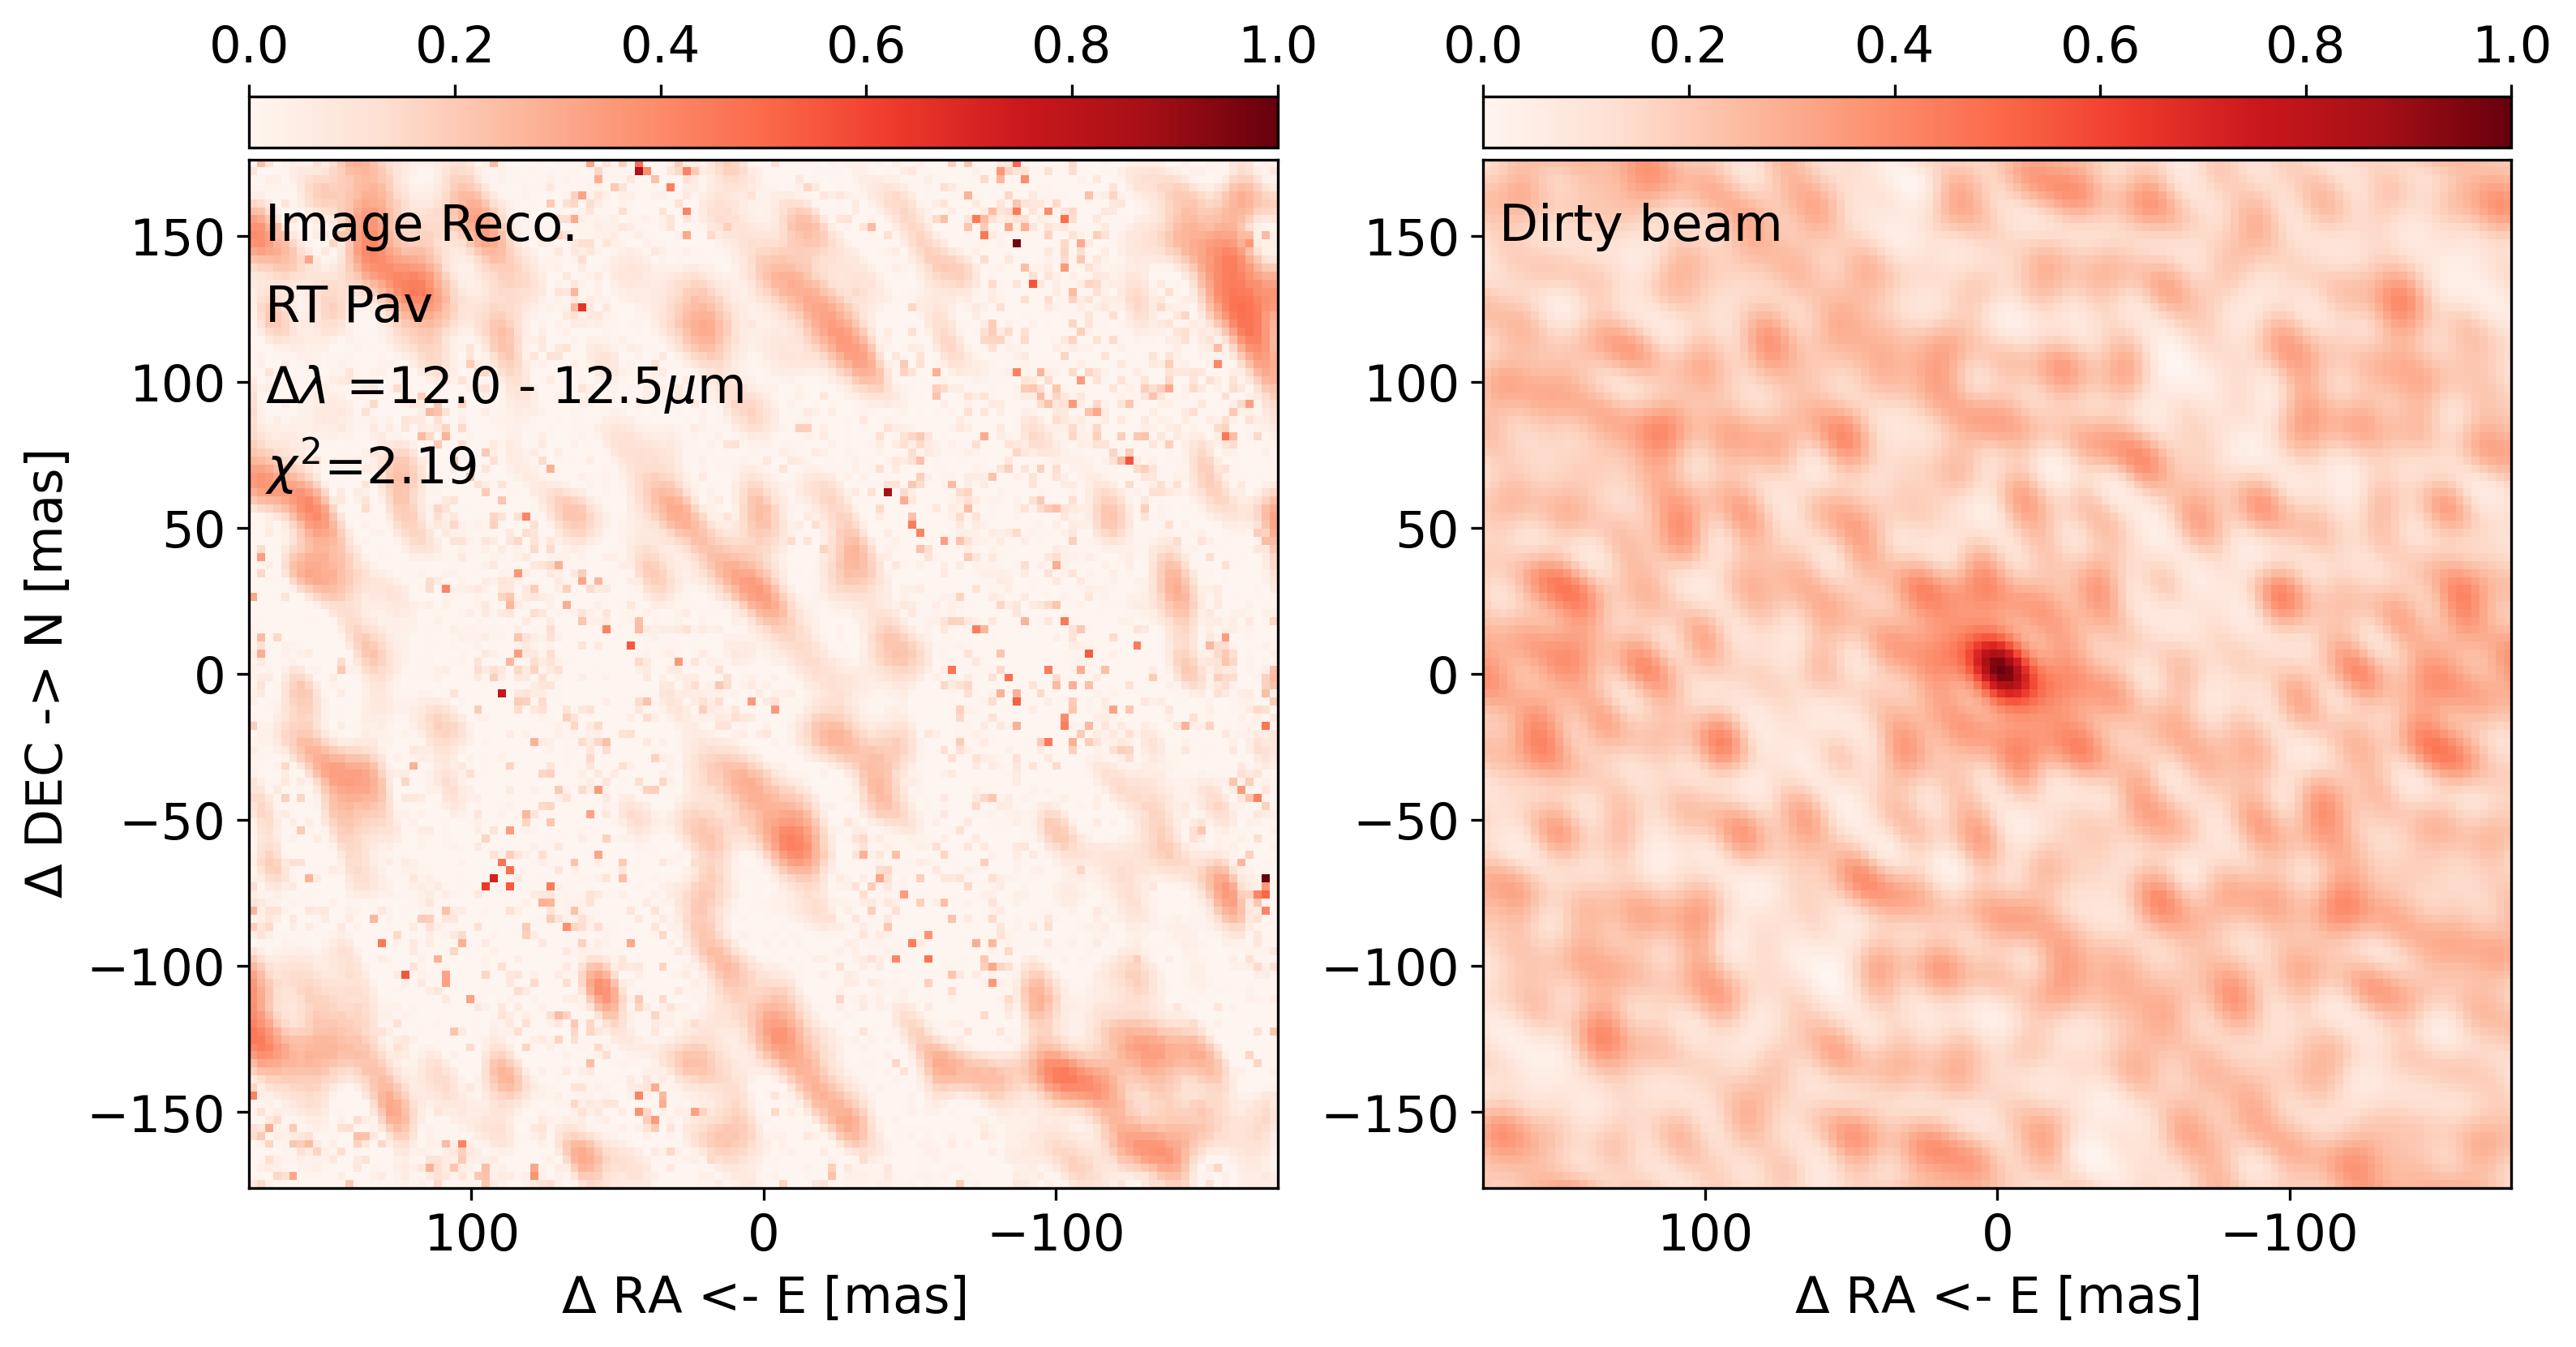 0.0 0.2 0.4 0.6 0.8 1.0
0.0 0.2 0.4 0.6 0.8 1.0
Image Reco.
RT Pav
Δλ =12.0 - 12.5μm
χ²=2.19
Dirty beam
150
100
50
0
−50
−100
−150
150
100
50
0
−50
−100
−150
Δ DEC -> N [mas]
100 0 −100
100 0 −100
Δ RA <- E [mas]
Δ RA <- E [mas]